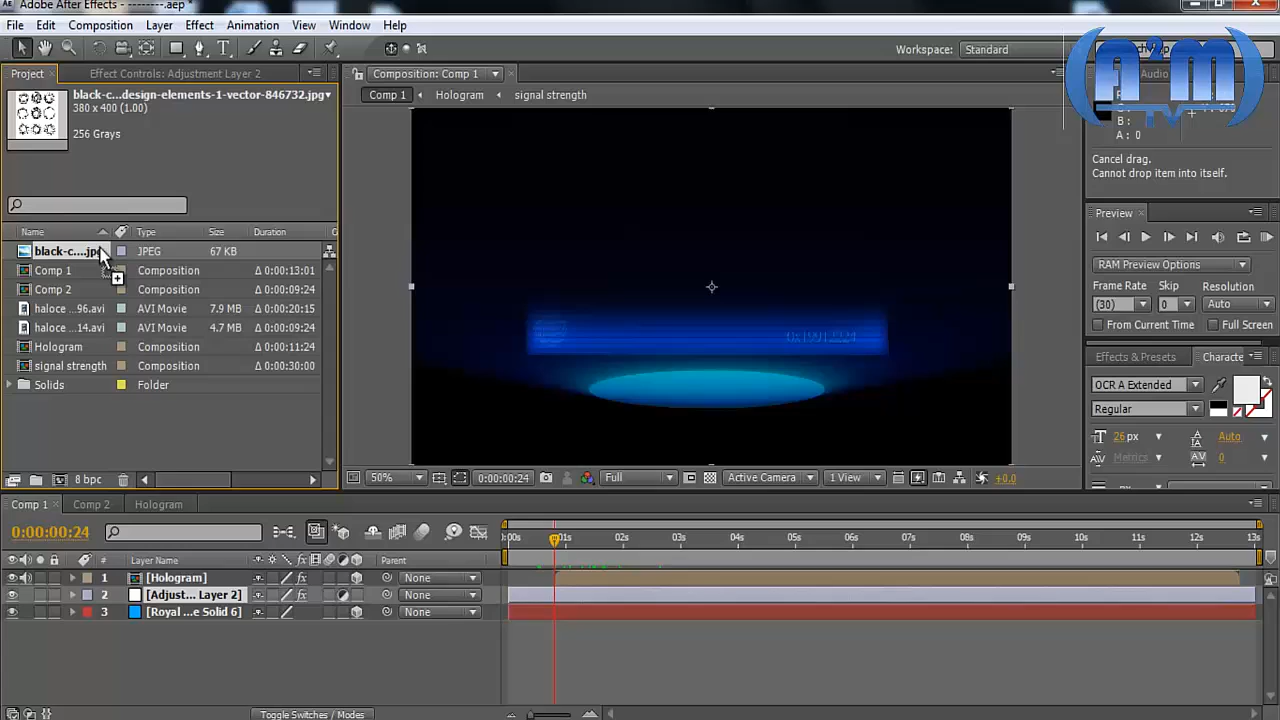 Adobe After Effects - --------.aep *
File Edit Composition Layer Effect Animation View Window Help
Workspace: Standard
Project Effect Controls: Adjustment Layer 2 Composition: Comp 1 Audio
A2M
TV
black-c...design-elements-1-vector-846732.jpg
380 x 400 (1.00)
256 Grays
Comp 1 Hologram signal strength
B :
A : 0
Cancel drag.
Cannot drop item into itself.
Preview
RAM Preview Options
Frame Rate Skip Resolution
(30) 0 Auto
From Current Time Full Screen
Name Type Size Duration
black-c....jpg JPEG 67 KB
Comp 1 Composition Δ 0:00:13:01
Comp 2 Composition Δ 0:00:09:24
haloce ...96.avi AVI Movie 7.9 MB Δ 0:00:20:15
haloce ...14.avi AVI Movie 4.7 MB Δ 0:00:09:24
Hologram Composition Δ 0:00:11:24
signal strength Composition Δ 0:00:30:00
Solids Folder
Effects & Presets Characte
OCR A Extended
Regular
26 px Auto
Metrics 0
8 bpc
50% 0:00:00:24 Full Active Camera 1 View +0.0
Comp 1 Comp 2 Hologram
0:00:00:24
:00s 01s 02s 03s 04s 05s 06s 07s 08s 09s 10s 11s 12s 13s
# Layer Name Parent
1 [Hologram] None
2 [Adjust... Layer 2] None
3 [Royal ...e Solid 6] None
Toggle Switches / Modes